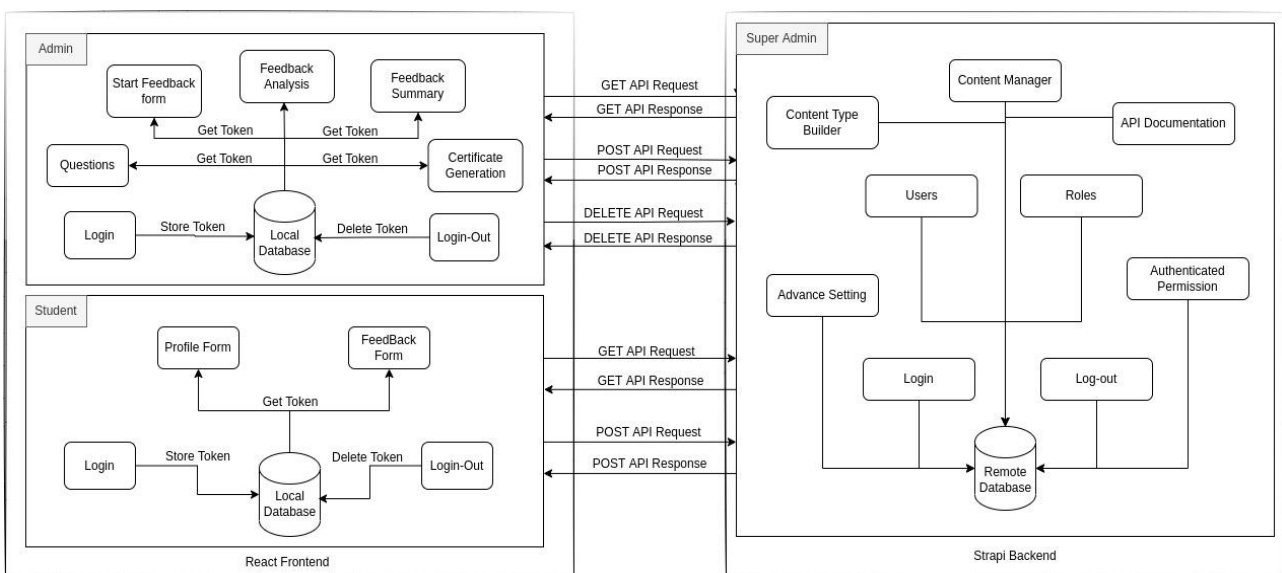 Admin
Start Feedback
form
Feedback
Analysis
Feedback
Summary
Get Token
Get Token
Questions
Get Token
Get Token
Certificate
Generation
Login
Store Token
Local
Database
Delete Token
Login-Out
Student
Profile Form
FeedBack
Form
Get Token
Login
Store Token
Local
Database
Delete Token
Login-Out
React Frontend
GET API Request
GET API Response
POST API Request
POST API Response
DELETE API Request
DELETE API Response
GET API Request
GET API Response
POST API Request
POST API Response
Super Admin
Content Manager
Content Type
Builder
API Documentation
Users
Roles
Advance Setting
Authenticated
Permission
Login
Log-out
Remote
Database
Strapi Backend